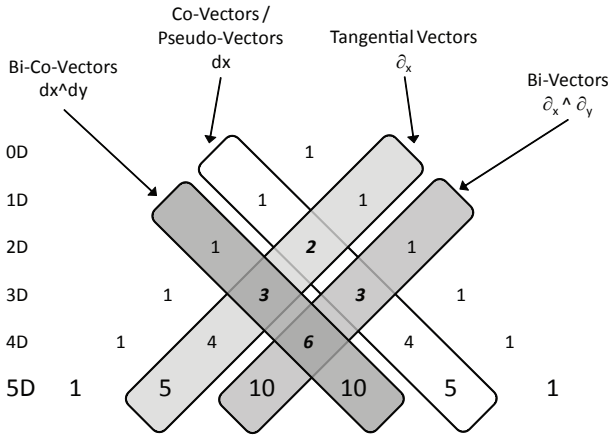 Co-Vectors /
Pseudo-Vectors
dx
Tangential Vectors
∂x
Bi-Co-Vectors
dx^dy
Bi-Vectors
∂x ^ ∂y
0D 1
1D 1 1
2D 1 2 1
3D 1 3 3 1
4D 1 4 6 4 1
5D 1 5 10 10 5 1